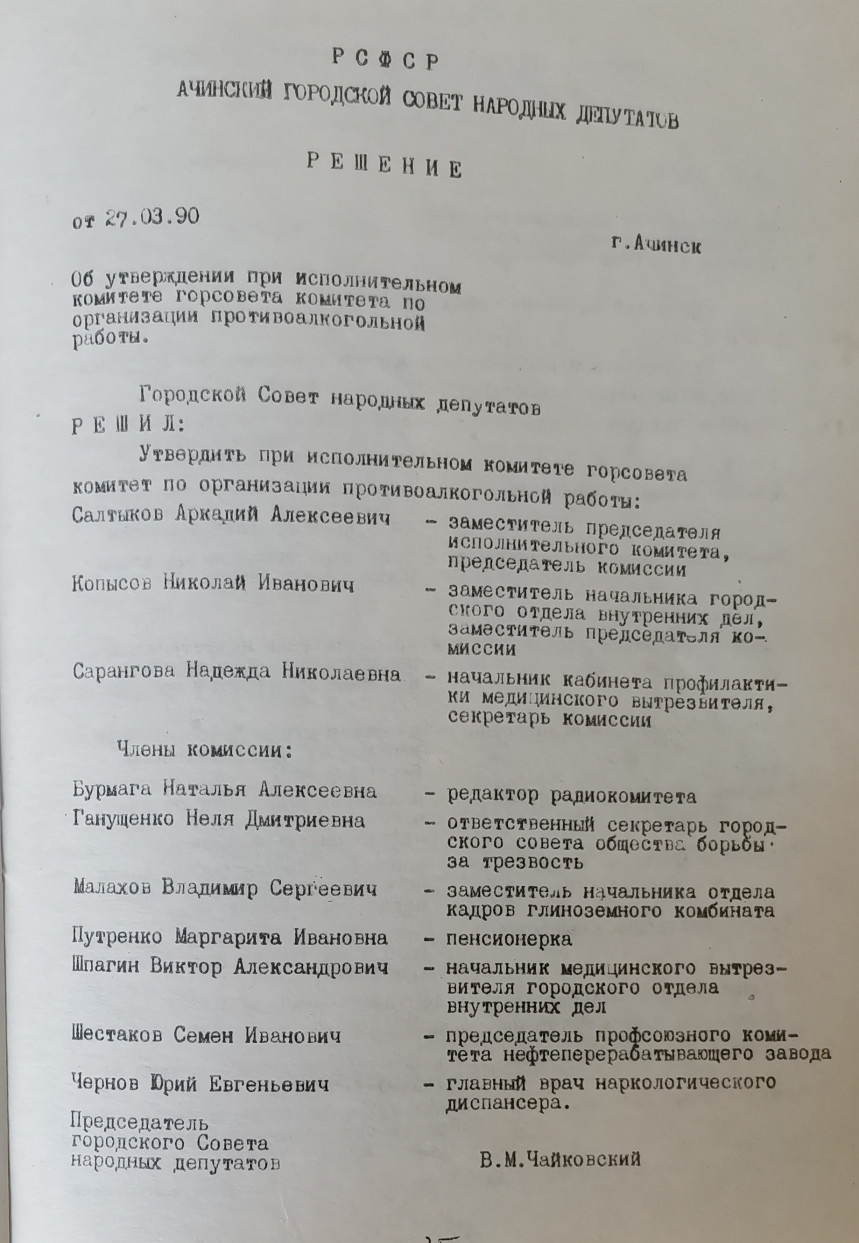 Р С Ф С Р
АЧИНСКИЙ ГОРОДСКОЙ СОВЕТ НАРОДНЫХ ДЕПУТАТОВ
Р Е Ш Е Н И Е
от 27.03.90
г.Ачинск
Об утверждении при исполнительном
комитете горсовета комитета по
организации противоалкогольной
работы.
Городской Совет народных депутатов
Р Е Ш И Л:
Утвердить при исполнительном комитете горсовета
комитет по организации противоалкогольной работы:
Салтыков Аркадий Алексеевич - заместитель председателя
исполнительного комитета,
председатель комиссии
Копысов Николай Иванович - заместитель начальника город-
ского отдела внутренних дел,
заместитель председателя ко-
миссии
Сарангова Надежда Николаевна - начальник кабинета профилакти-
ки медицинского вытрезвителя,
секретарь комиссии
Члены комиссии:
Бурмага Наталья Алексеевна - редактор радиокомитета
Ганущенко Неля Дмитриевна - ответственный секретарь город-
ского совета общества борьбы
за трезвость
Малахов Владимир Сергеевич - заместитель начальника отдела
кадров глиноземного комбината
Путренко Маргарита Ивановна - пенсионерка
Шпагин Виктор Александрович - начальник медицинского вытрез-
вителя городского отдела
внутренних дел
Шестаков Семен Иванович - председатель профсоюзного коми-
тета нефтеперерабатывающего завода
Чернов Юрий Евгеньевич - главный врач наркологического
диспансера.
Председатель
городского Совета
народных депутатов В.М.Чайковский